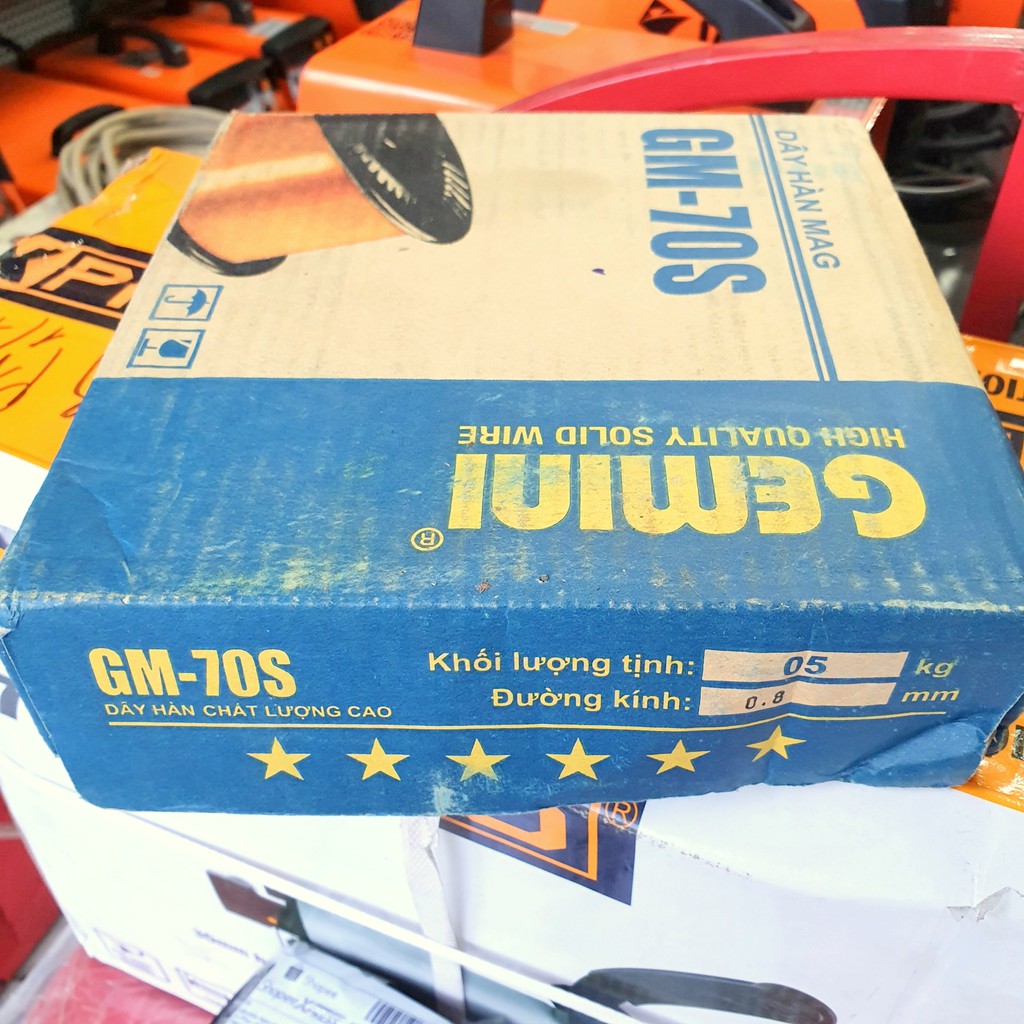 DÂY HÀN MAG
GM-70S
GEMINI®
HIGH QUALITY SOLID WIRE
GM-70S
DÂY HÀN CHẤT LƯỢNG CAO
Khối lượng tịnh: 05 kg
Đường kính: 0.8 mm
®
Shopee